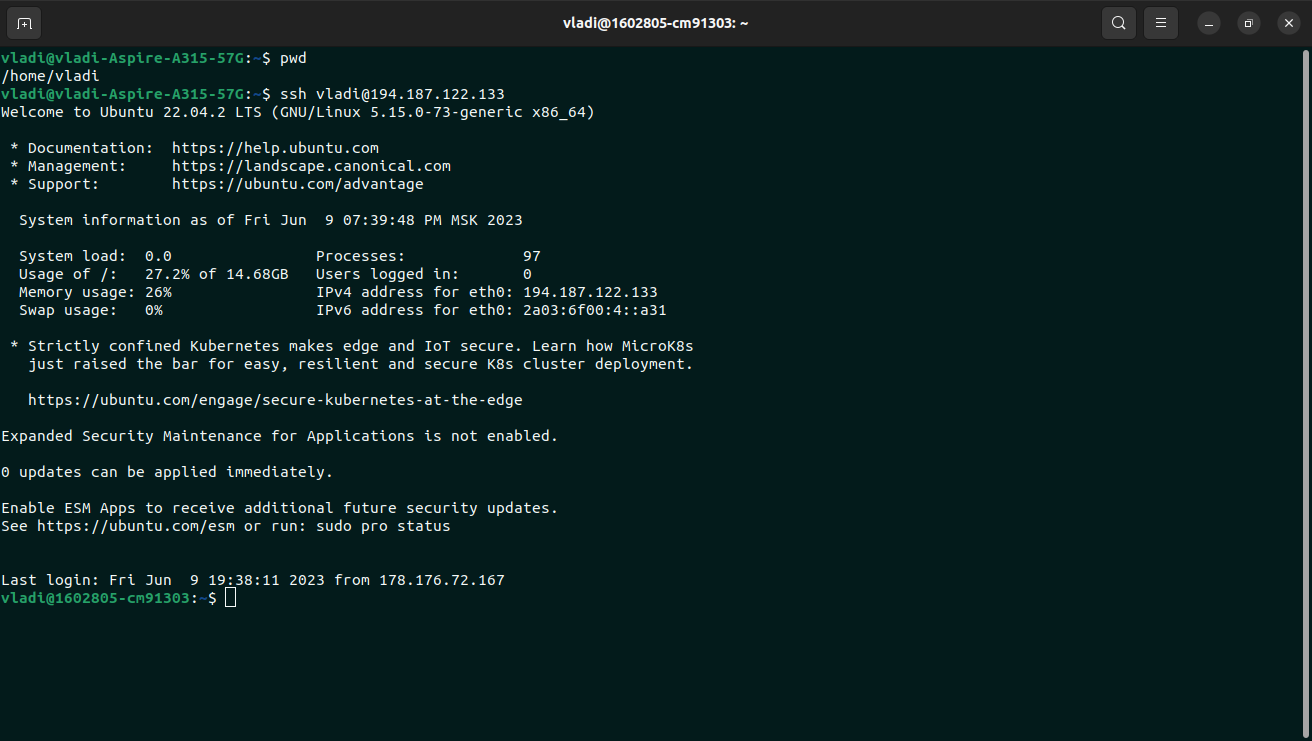 vladi@1602805-cm91303: ~
vladi@vladi-Aspire-A315-57G:~$ pwd
/home/vladi
vladi@vladi-Aspire-A315-57G:~$ ssh vladi@194.187.122.133
Welcome to Ubuntu 22.04.2 LTS (GNU/Linux 5.15.0-73-generic x86_64)
* Documentation:  https://help.ubuntu.com
* Management:     https://landscape.canonical.com
* Support:        https://ubuntu.com/advantage
System information as of Fri Jun  9 07:39:48 PM MSK 2023
System load:  0.0                Processes:             97
Usage of /:   27.2% of 14.68GB   Users logged in:       0
Memory usage: 26%                IPv4 address for eth0: 194.187.122.133
Swap usage:   0%                 IPv6 address for eth0: 2a03:6f00:4::a31
* Strictly confined Kubernetes makes edge and IoT secure. Learn how MicroK8s
just raised the bar for easy, resilient and secure K8s cluster deployment.
https://ubuntu.com/engage/secure-kubernetes-at-the-edge
Expanded Security Maintenance for Applications is not enabled.
0 updates can be applied immediately.
Enable ESM Apps to receive additional future security updates.
See https://ubuntu.com/esm or run: sudo pro status
Last login: Fri Jun  9 19:38:11 2023 from 178.176.72.167
vladi@1602805-cm91303:~$